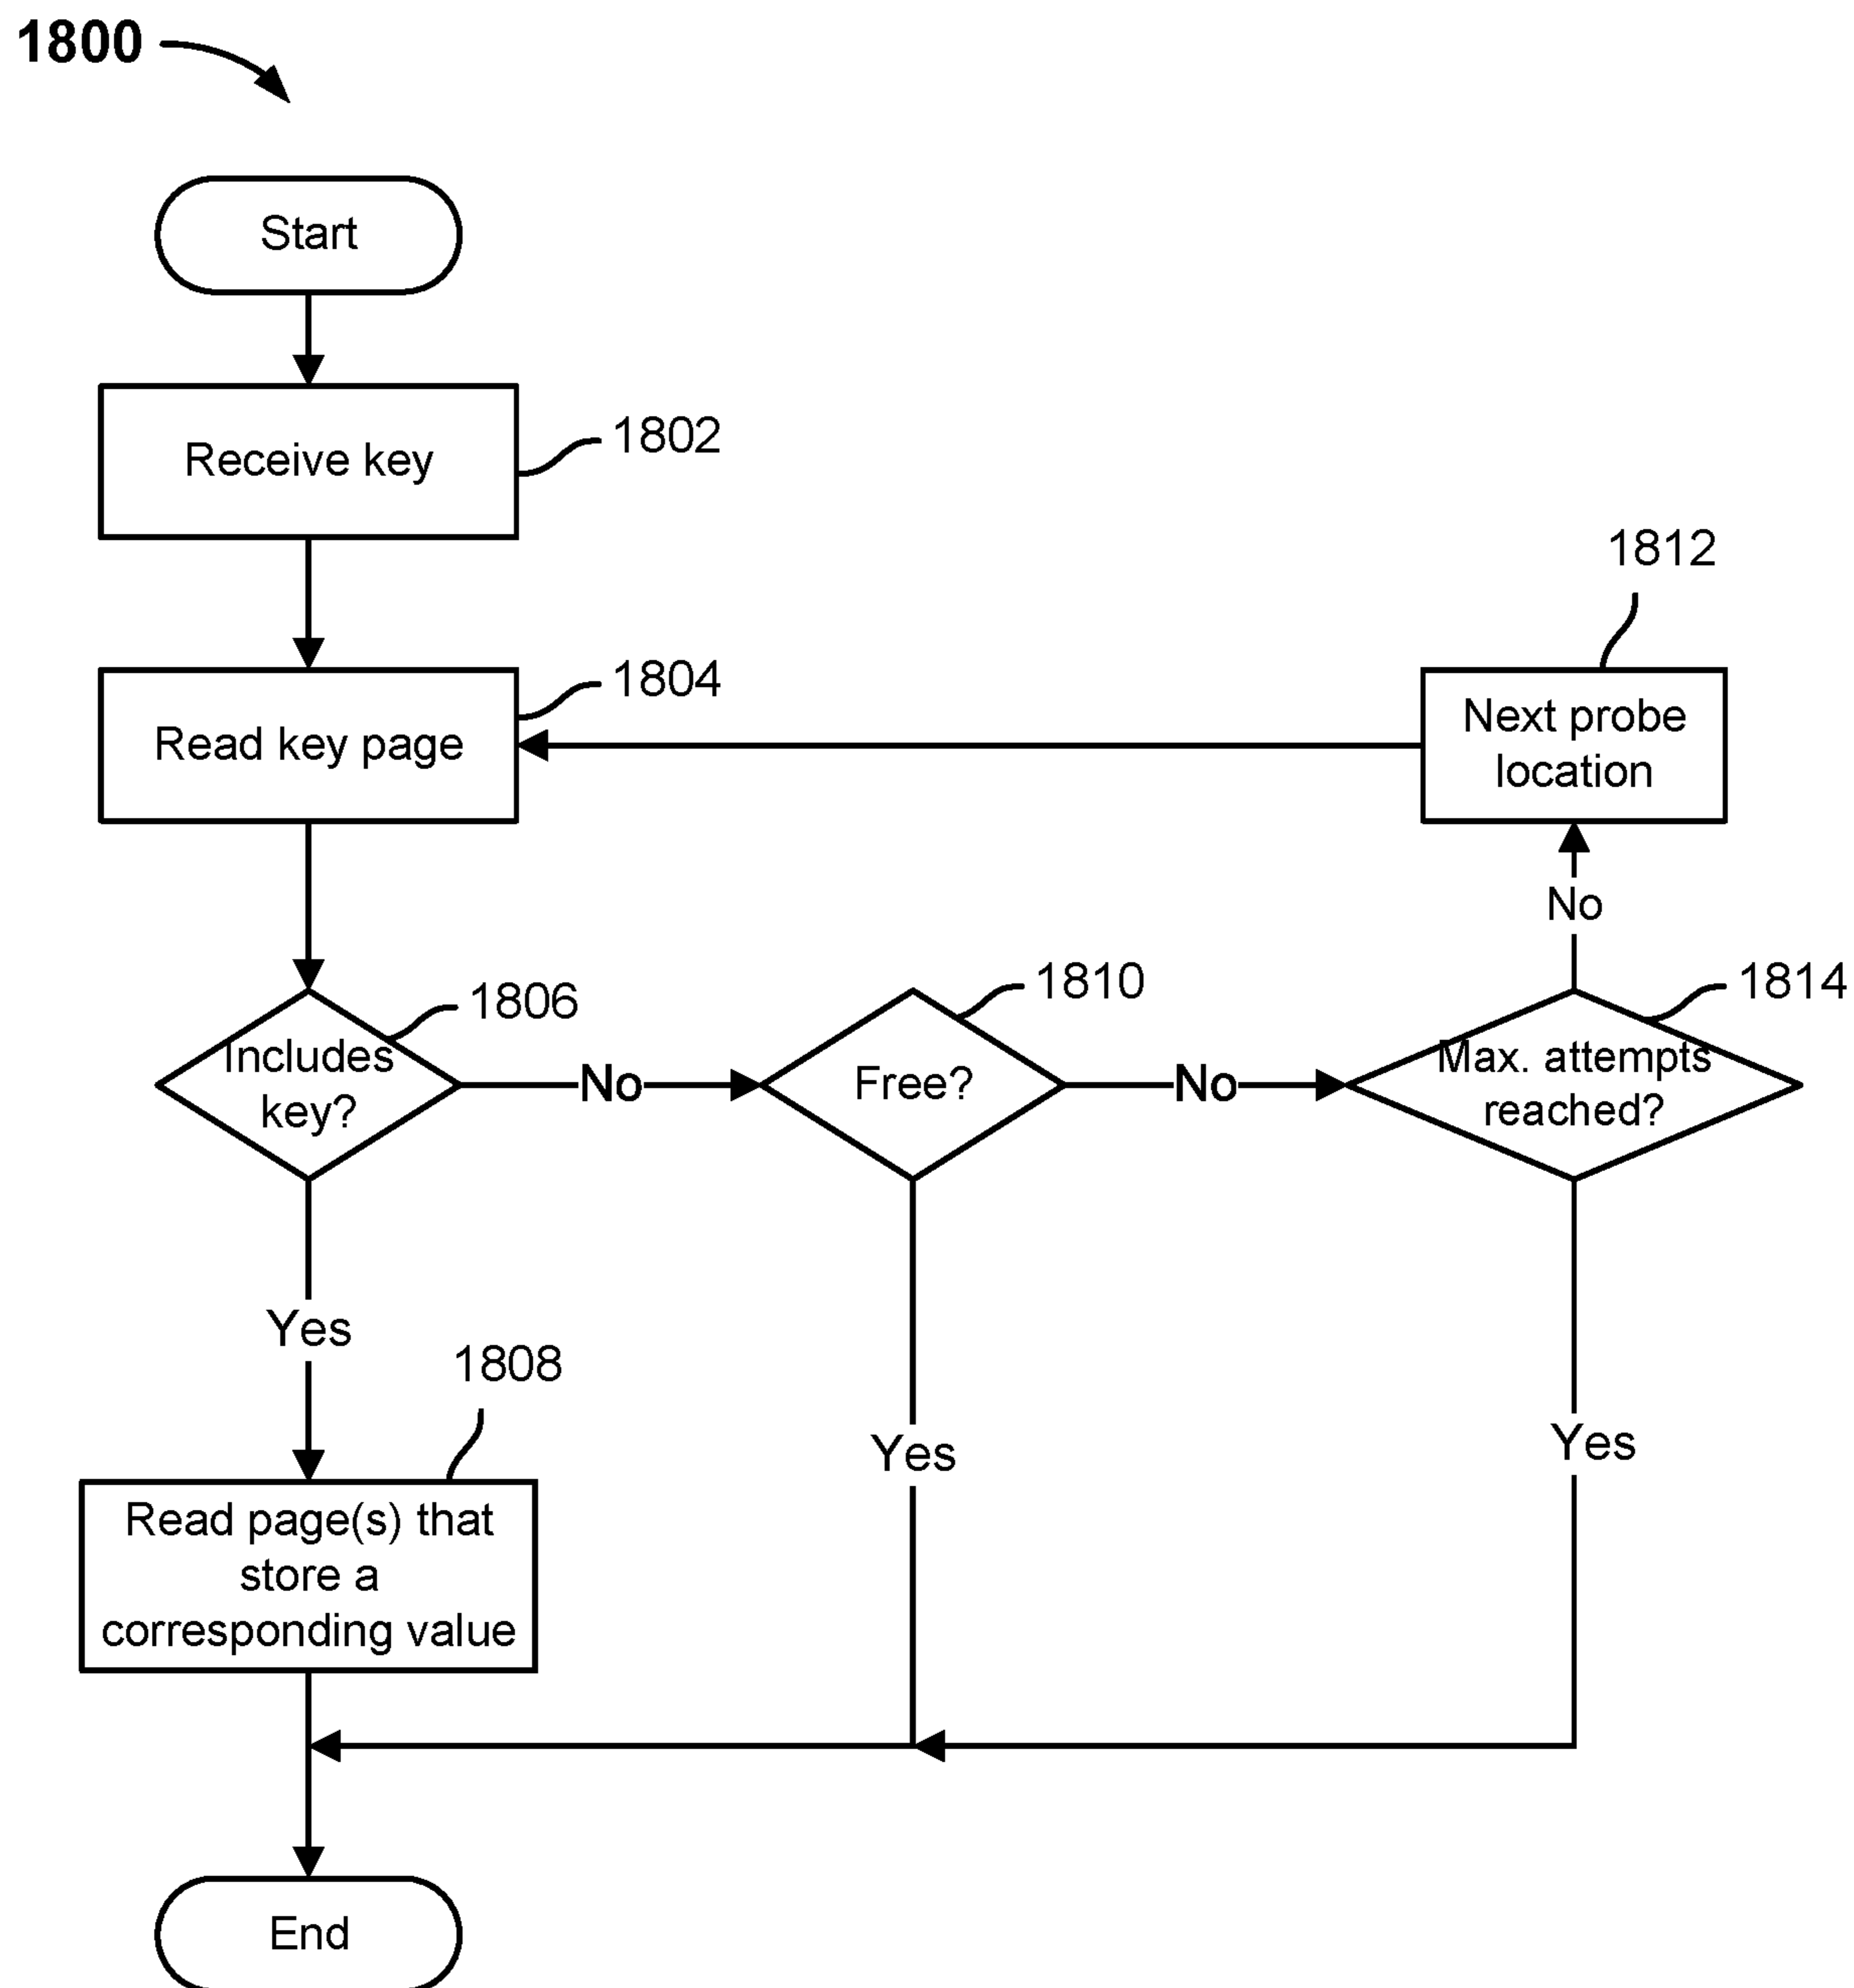 1800
Start
Receive key
1802
1812
Read key page
1804
Next probe
location
No
Includes
key?
1806
No
Free?
1810
No
Max. attempts
reached?
1814
Yes
1808
Yes
Yes
Read page(s) that
store a
corresponding value
End